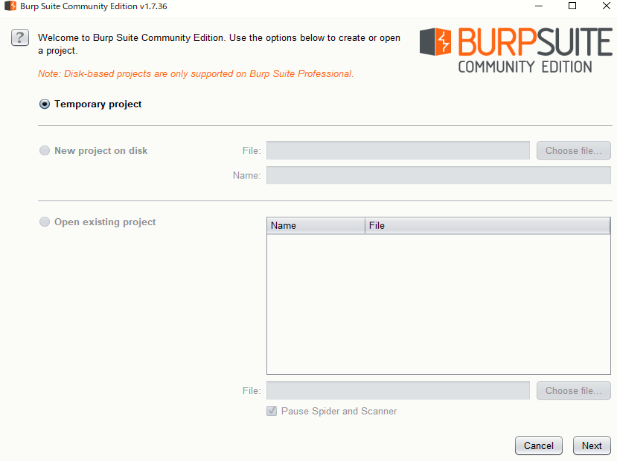 Burp Suite Community Edition v1.7.36
?
Welcome to Burp Suite Community Edition. Use the options below to create or open
a project.
Note: Disk-based projects are only supported on Burp Suite Professional.
BURPSUITE
COMMUNITY EDITION
Temporary project
New project on disk
File:
Choose file...
Name:
Open existing project
Name
File
File:
Choose file...
Pause Spider and Scanner
Cancel
Next